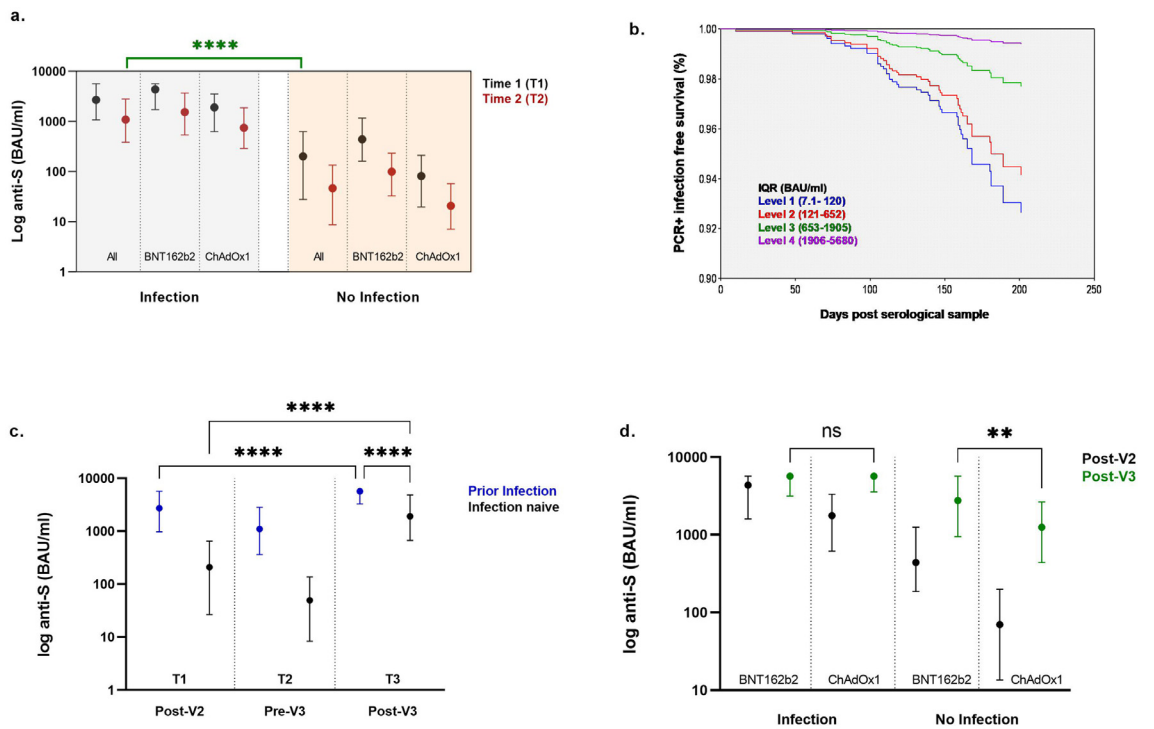 a.
****
10000
1000
100
10
1
Log anti-S (BAU/ml)
All
BNT162b2
ChAdOx1
All
BNT162b2
ChAdOx1
Infection
No Infection
Time 1 (T1)
Time 2 (T2)
b.
1.00
0.98
0.96
0.94
0.92
0.90
PCR+ infection free survival (%)
IQR (BAU/ml)
Level 1 (7.1- 120)
Level 2 (121-652)
Level 3 (653-1905)
Level 4 (1906-5680)
0
50
100
150
200
250
Days post serological sample
c.
****
****
****
10000
1000
100
10
1
log anti-S (BAU/ml)
T1
T2
T3
Post-V2
Pre-V3
Post-V3
Prior Infection
Infection naive
d.
ns
**
10000
1000
100
10
log anti-S (BAU/ml)
BNT162b2
ChAdOx1
BNT162b2
ChAdOx1
Infection
No Infection
Post-V2
Post-V3